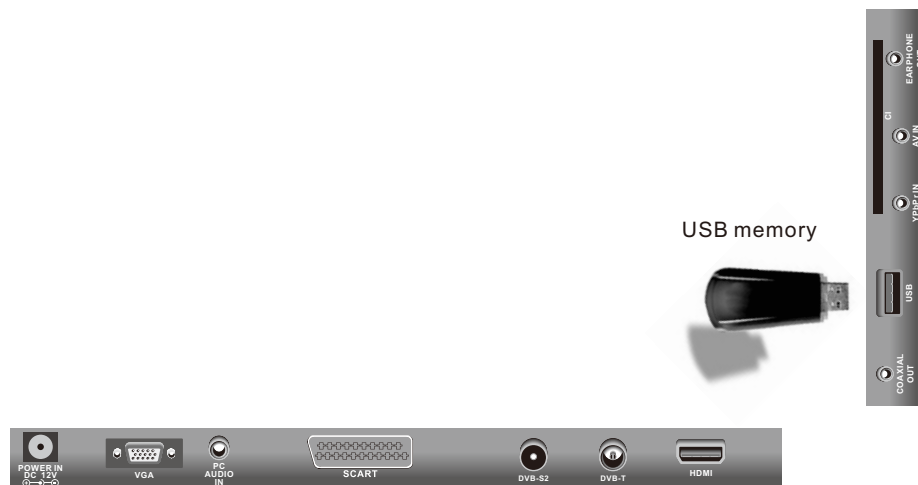 EARPHONE
OUT
CI
AV IN
YPbPr IN
USB memory
USB
COAXIAL
OUT
POWER IN
DC 12V
VGA
PC
AUDIO
IN
SCART
DVB-S2
DVB-T
HDMI